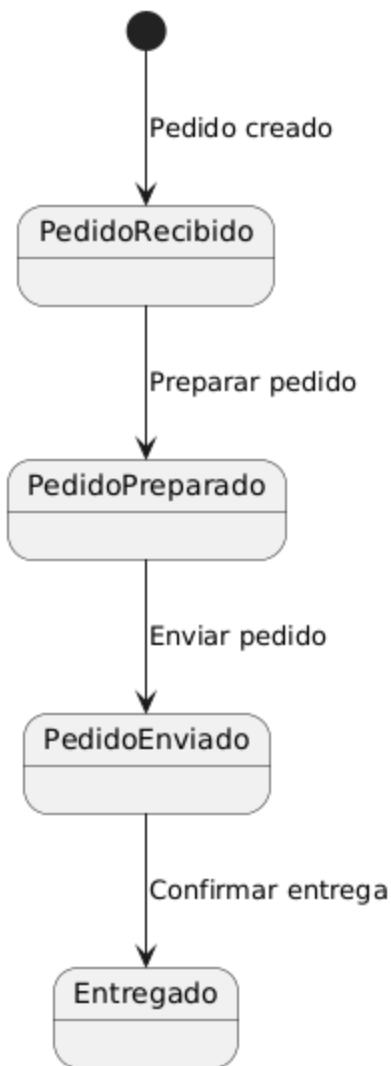 Pedido creado
PedidoRecibido
Preparar pedido
PedidoPreparado
Enviar pedido
PedidoEnviado
Confirmar entrega
Entregado